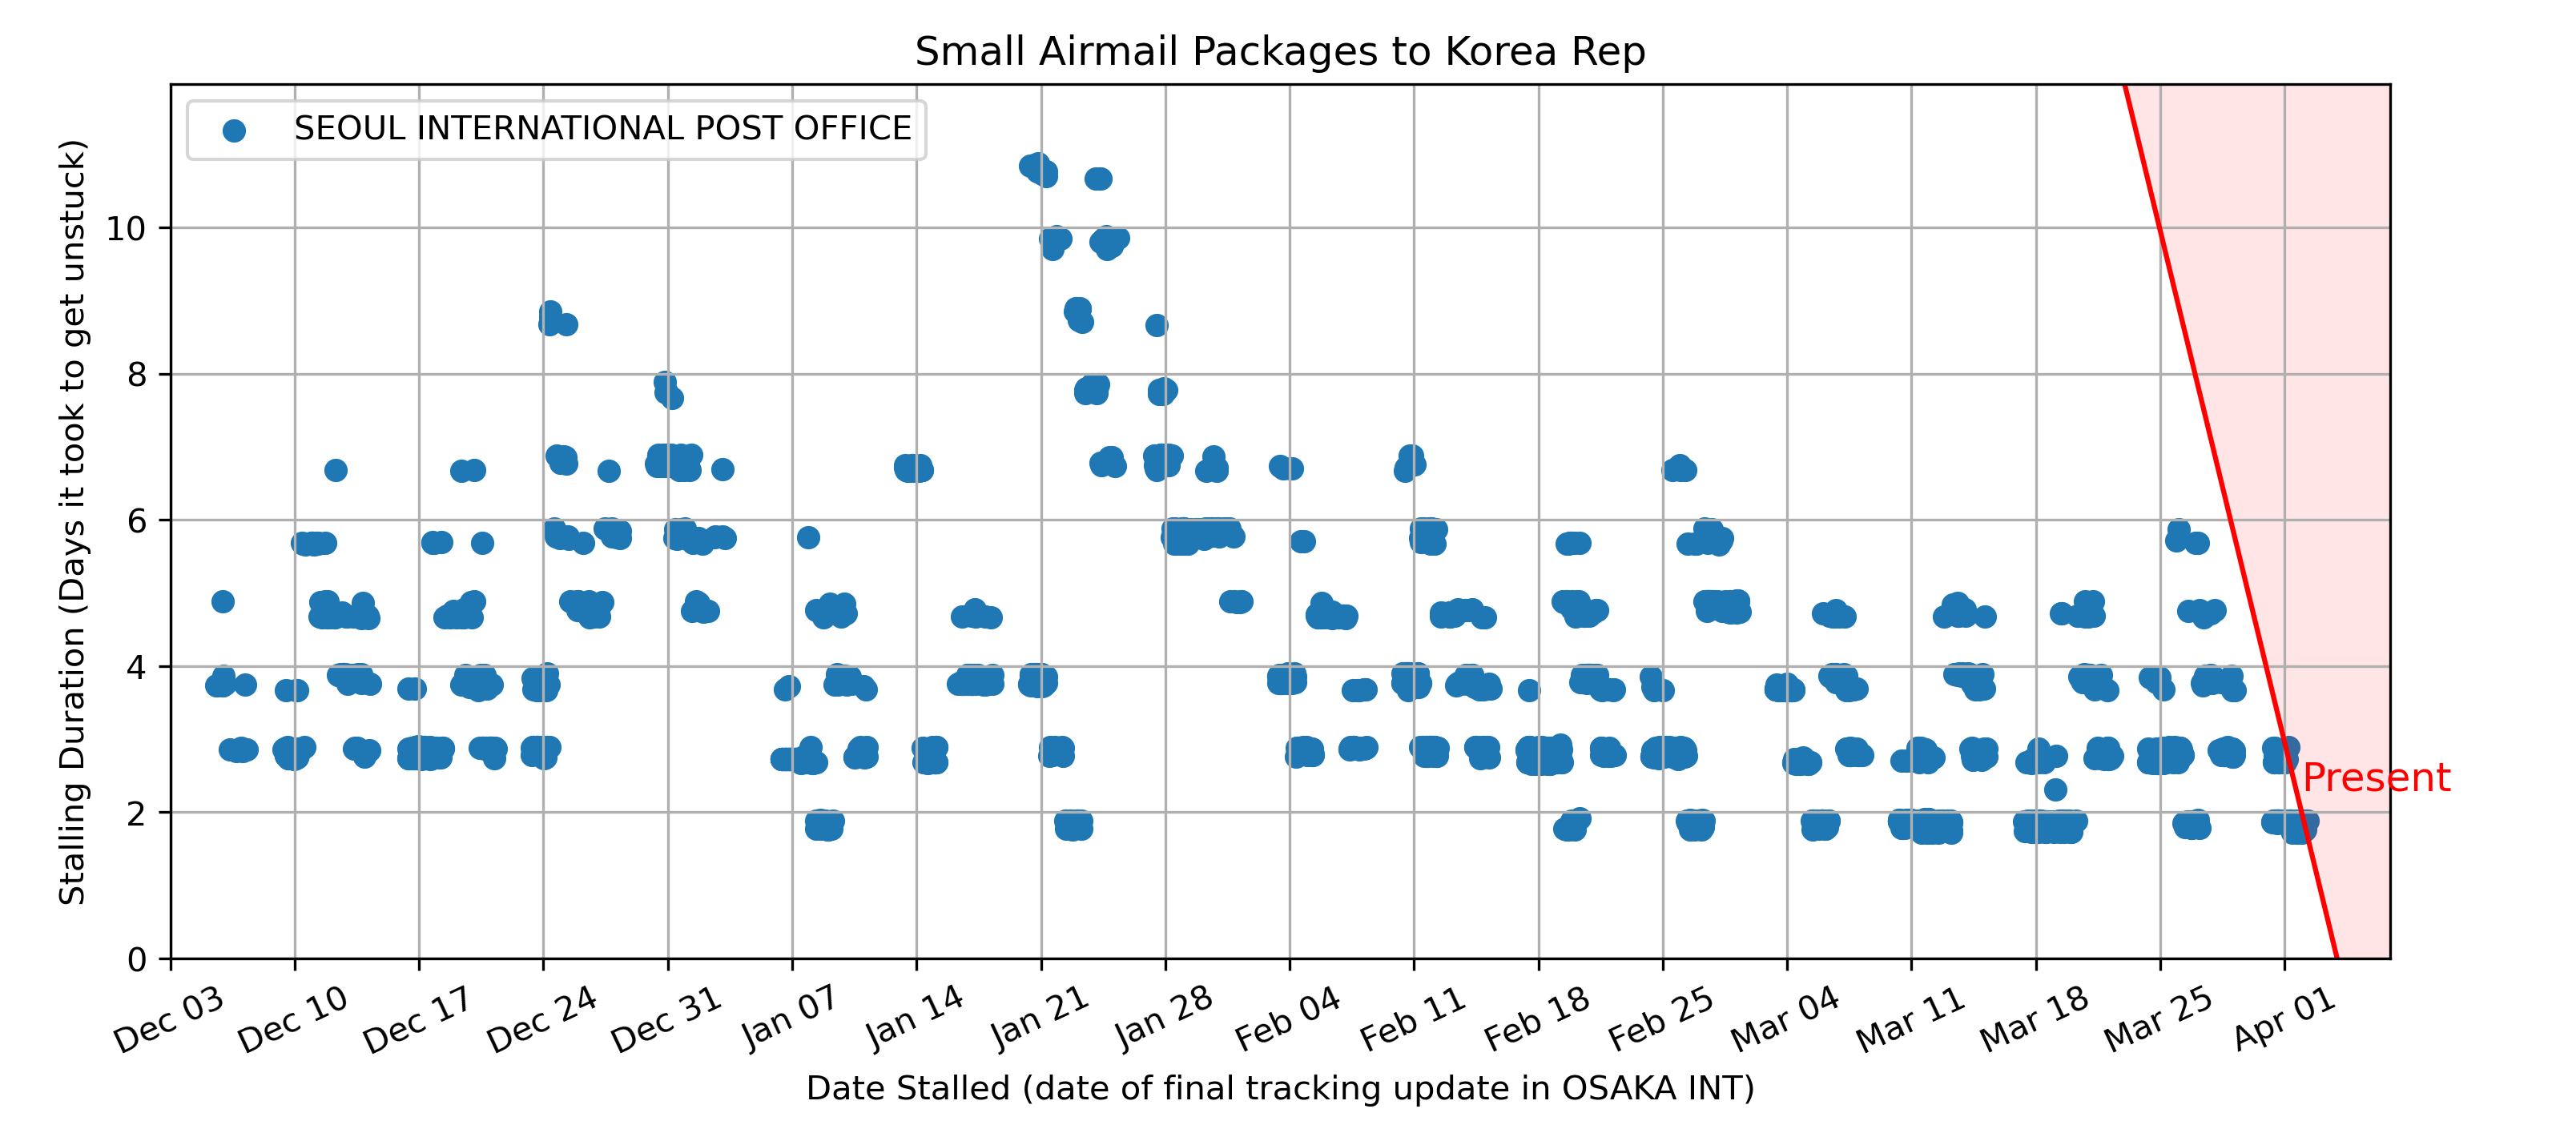 Small Airmail Packages to Korea Rep
SEOUL INTERNATIONAL POST OFFICE
Stalling Duration (Days it took to get unstuck)
10
8
6
4
2
0
Present
Dec 03
Dec 10
Dec 17
Dec 24
Dec 31
Jan 07
Jan 14
Jan 21
Jan 28
Feb 04
Feb 11
Feb 18
Feb 25
Mar 04
Mar 11
Mar 18
Mar 25
Apr 01
Date Stalled (date of final tracking update in OSAKA INT)